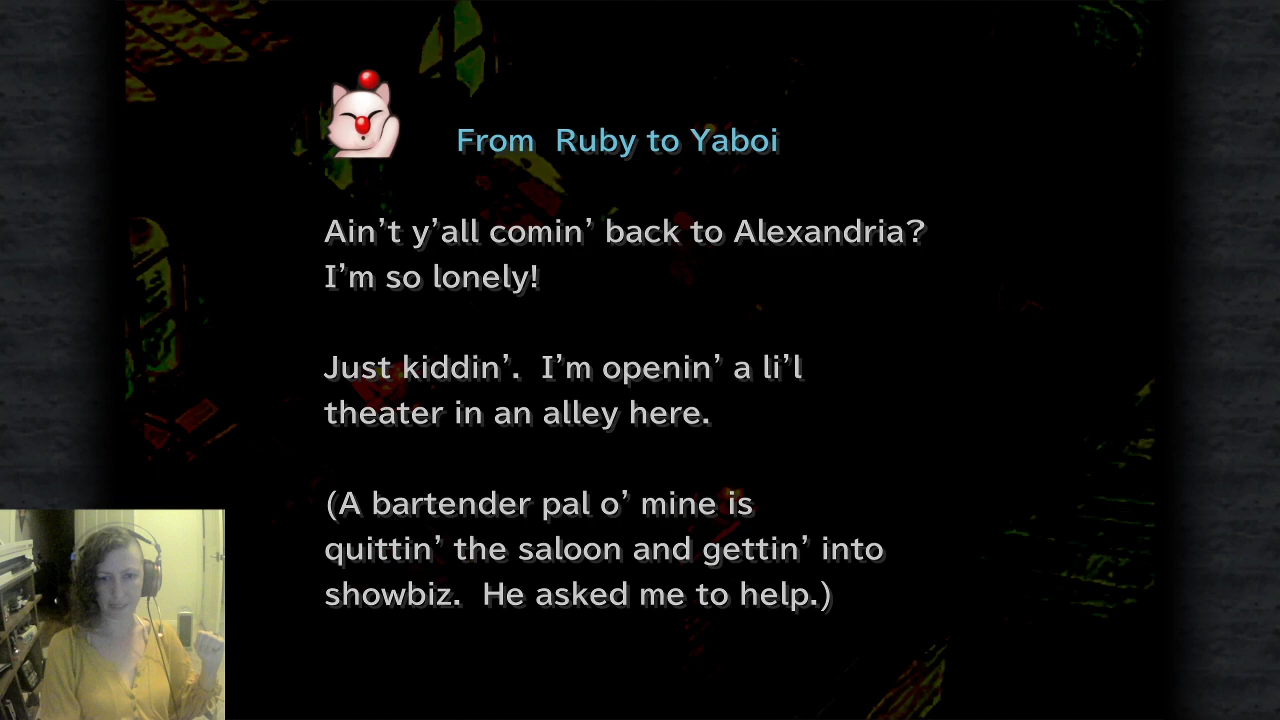 From Ruby to Yaboi
Ain't y'all comin' back to Alexandria?
I'm so lonely!
Just kiddin'. I'm openin' a li'l
theater in an alley here.
(A bartender pal o' mine is
quittin' the saloon and gettin' into
showbiz. He asked me to help.)